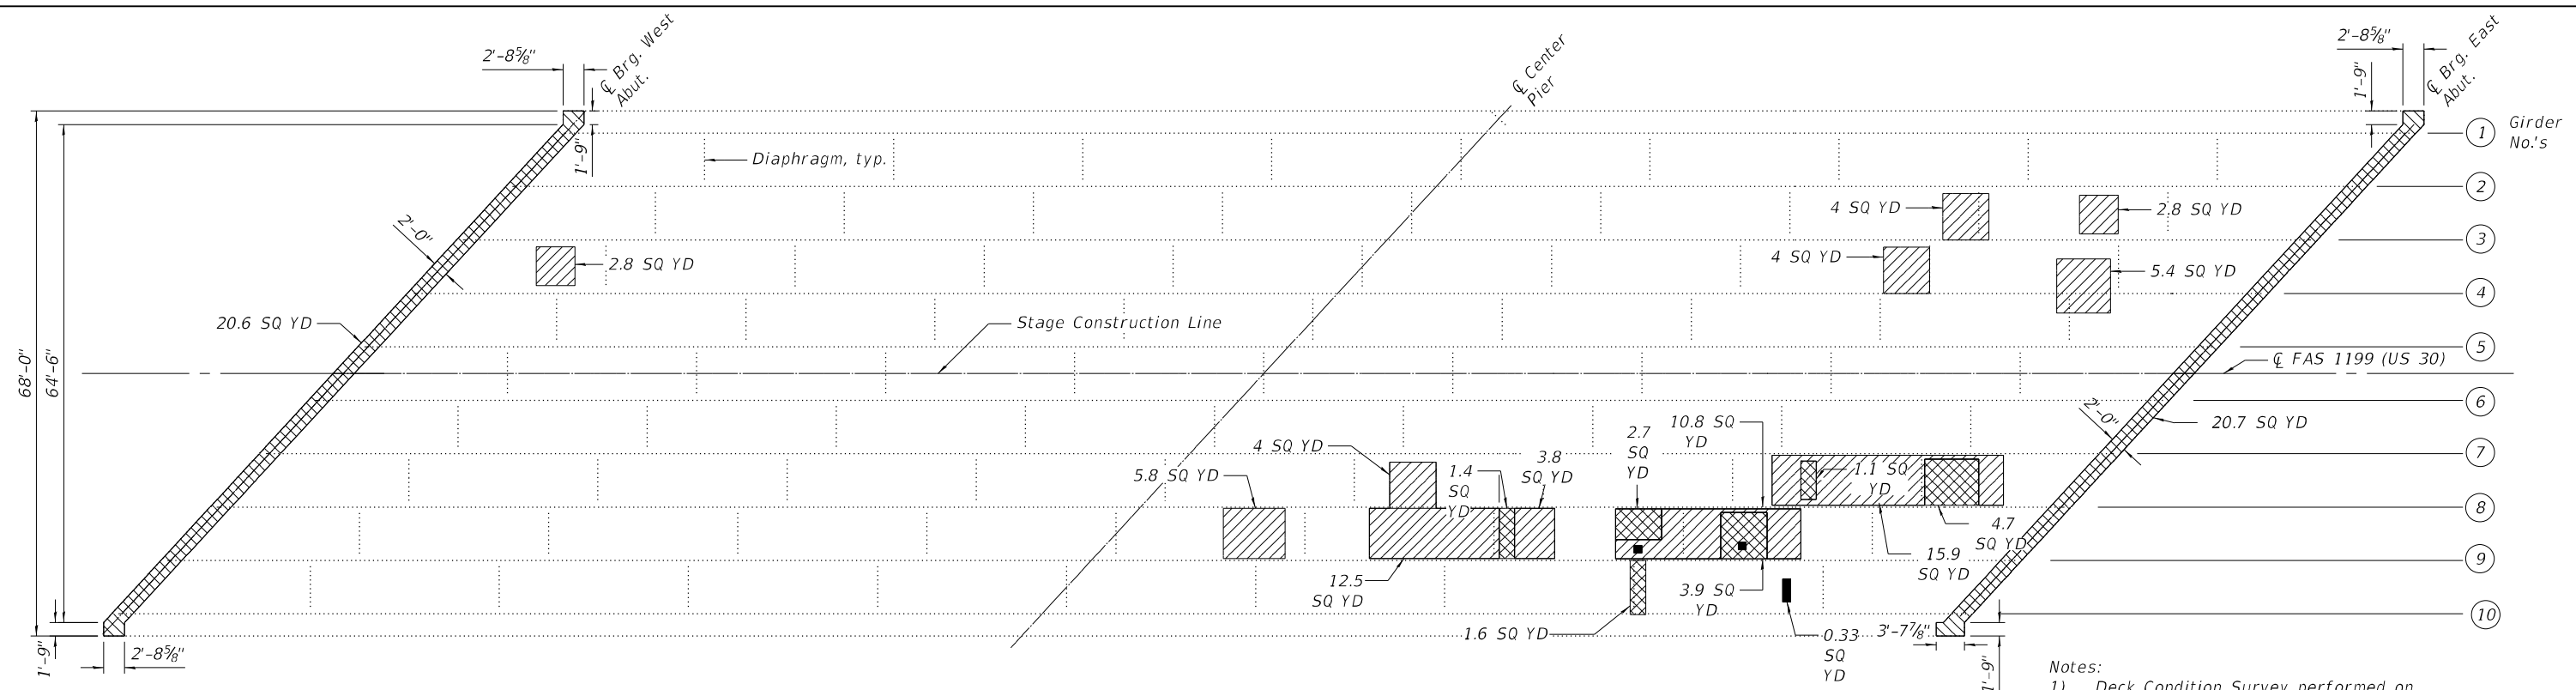 2'-8⅝"
℄ Brg. West
Abut.
1'-9"
℄ Center
Pier
2'-8⅝"
1'-9"
℄ Brg. East
Abut.
1
Girder
No.'s
Diaphragm, typ.
2
4 SQ YD
2.8 SQ YD
2'-0"
3
2.8 SQ YD
4 SQ YD
5.4 SQ YD
4
20.6 SQ YD
Stage Construction Line
5
68'-0"
64'-6"
℄ FAS 1199 (US 30)
6
2'-0"
20.7 SQ YD
10.8 SQ
YD
2.7
SQ
YD
4 SQ YD
3.8
SQ YD
1.4
SQ
YD
5.8 SQ YD
7
1.1 SQ
YD
8
4.7
SQ YD
15.9
SQ YD
9
12.5
SQ YD
3.9 SQ
YD
10
1.6 SQ YD
0.33
SQ
YD
3'-7⅞"
1'-9"
2'-8⅝"
1'-9"
Notes:
1) Deck Condition Survey performed on